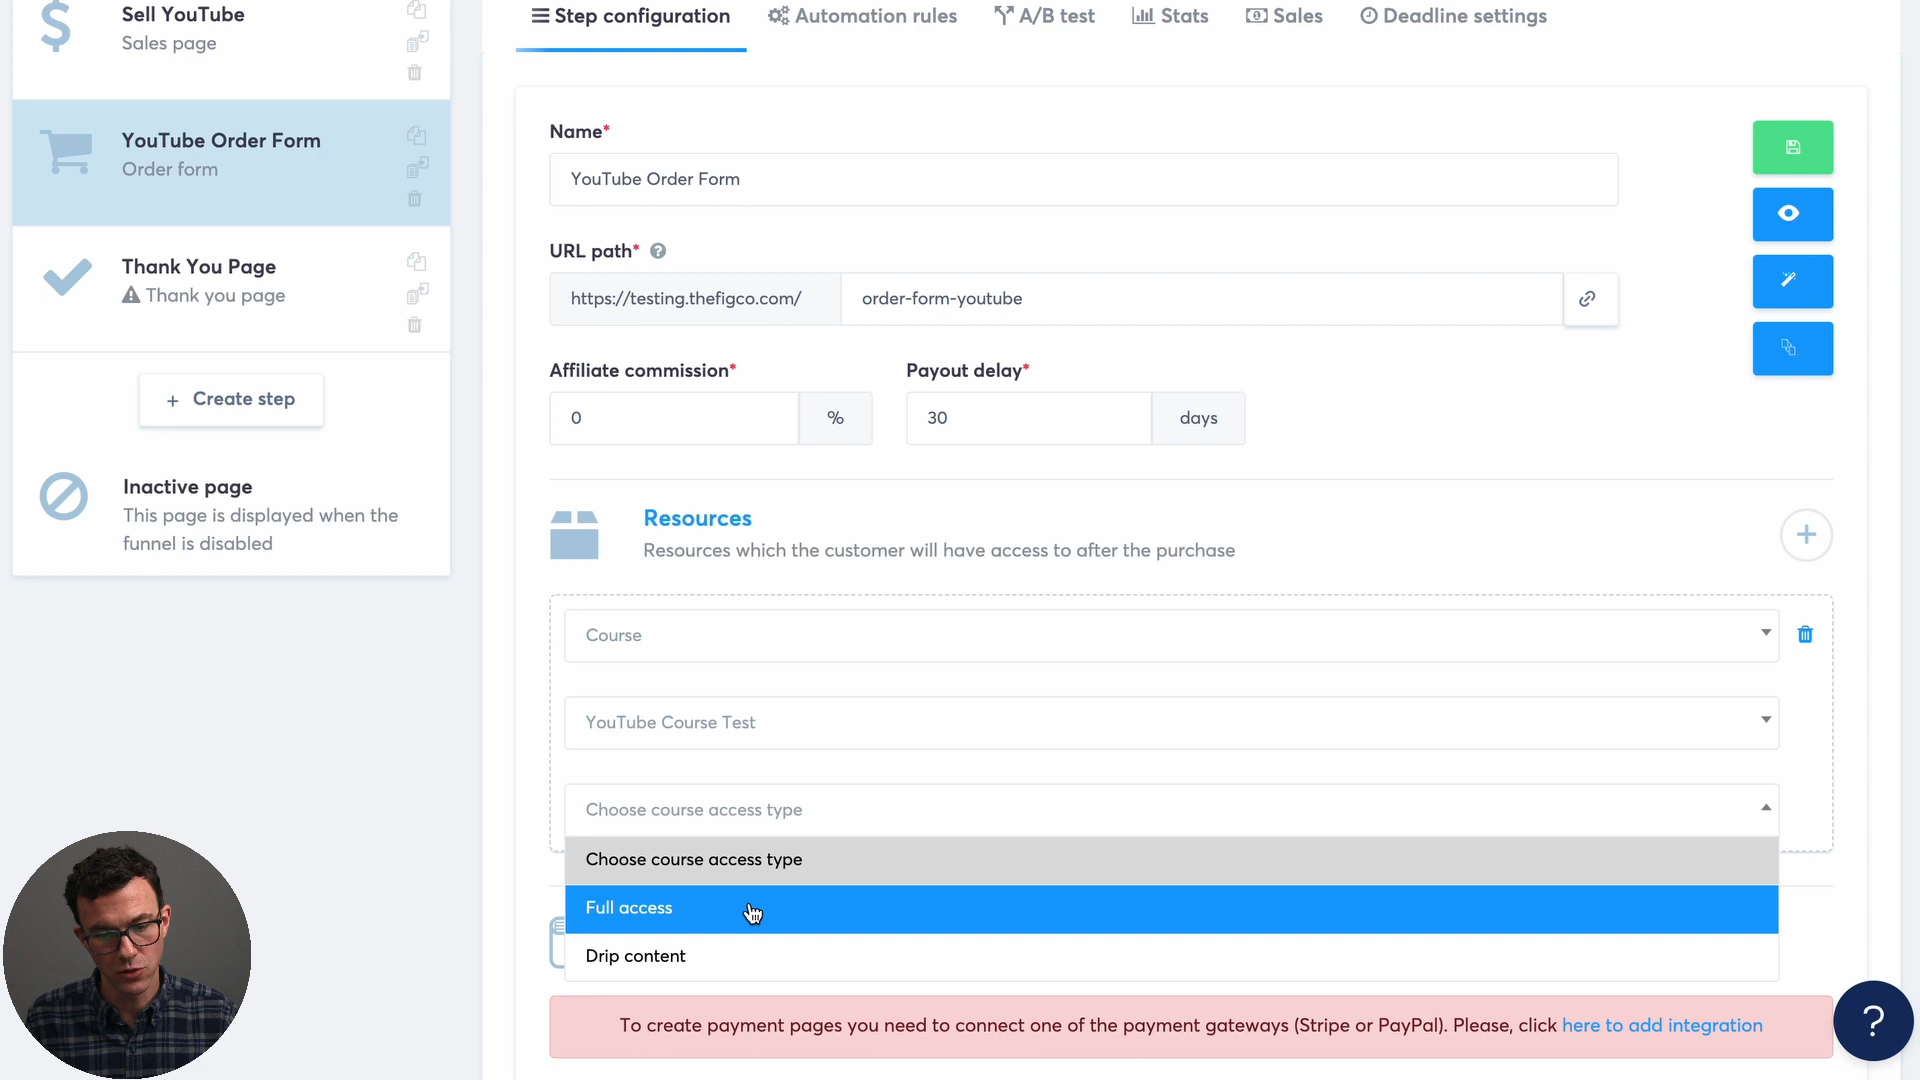 Sell YouTube
Sales page
YouTube Order Form
Order form
Thank You Page
Thank you page
+ Create step
Inactive page
This page is displayed when the
funnel is disabled
Step configuration
Automation rules
A/B test
Stats
Sales
Deadline settings
Name*
YouTube Order Form
URL path* ?
https://testing.thefigco.com/
order-form-youtube
Affiliate commission*
Payout delay*
0
%
30
days
Resources
Resources which the customer will have access to after the purchase
Course
YouTube Course Test
Choose course access type
Choose course access type
Full access
Drip content
To create payment pages you need to connect one of the payment gateways (Stripe or PayPal). Please, click here to add integration
?